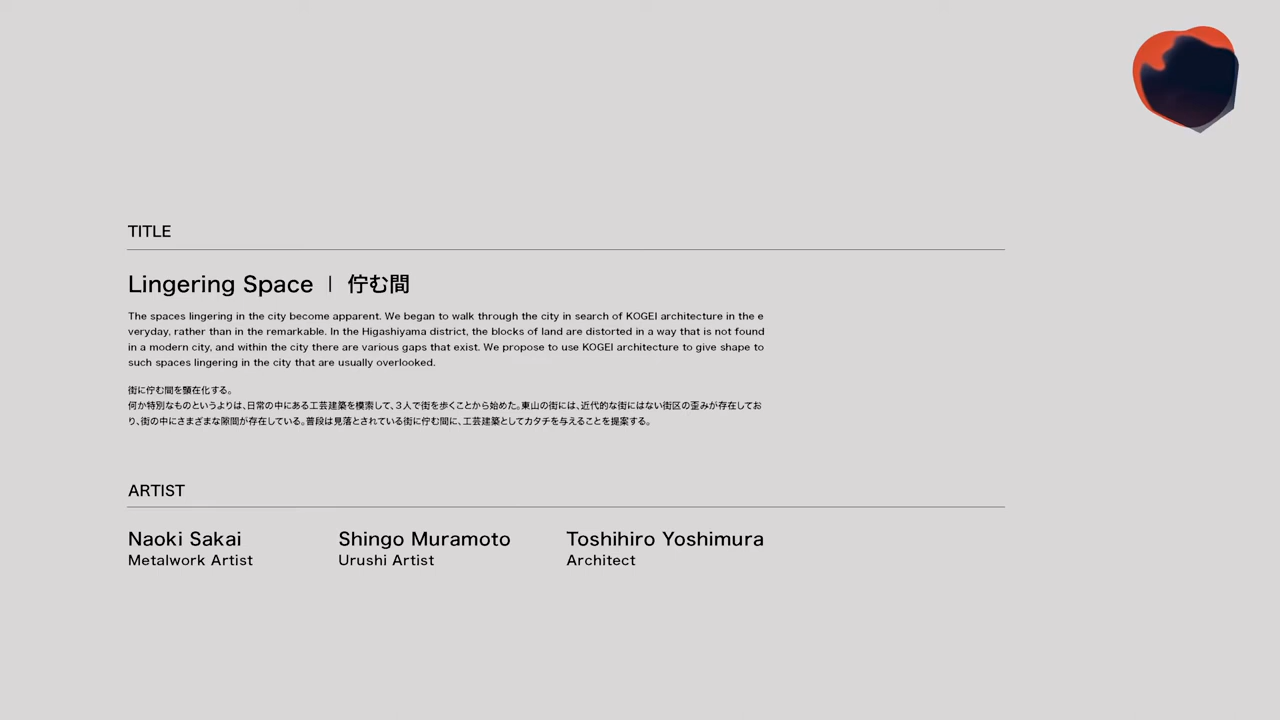 TITLE
Lingering Space | 佇む間
The spaces lingering in the city become apparent. We began to walk through the city in search of KOGEI architecture in the e
veryday, rather than in the remarkable. In the Higashiyama district, the blocks of land are distorted in a way that is not found
in a modern city, and within the city there are various gaps that exist. We propose to use KOGEI architecture to give shape to
such spaces lingering in the city that are usually overlooked.
街に佇む間を顕在化する。
何か特別なものというよりは、日常の中にある工芸建築を模索して、3人で街を歩くことから始めた。東山の街には、近代的な街にはない街区の歪みが存在してお
り、街の中にさまざまな隙間が存在している。普段は見落とされている街に佇む間に、工芸建築としてカタチを与えることを提案する。
ARTIST
Naoki Sakai
Metalwork Artist
Shingo Muramoto
Urushi Artist
Toshihiro Yoshimura
Architect